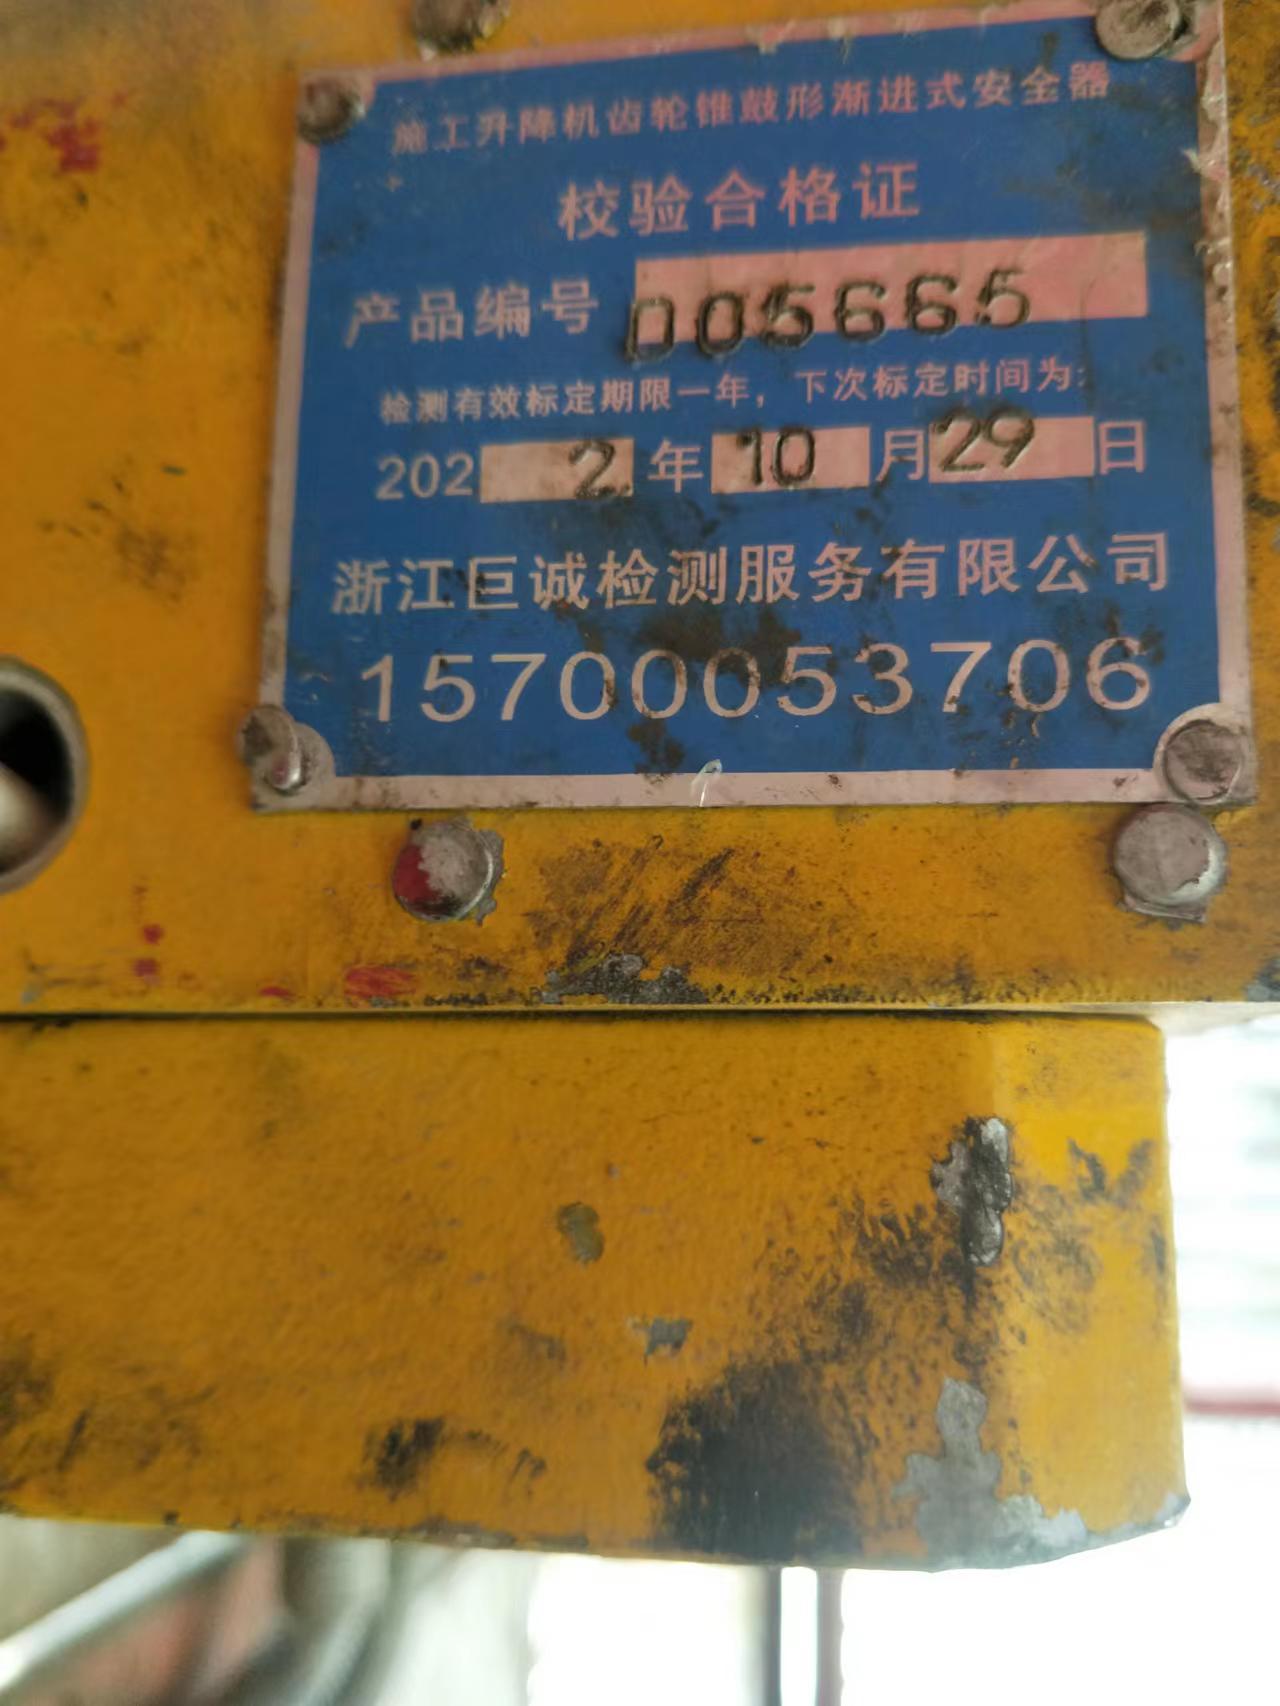 施工升降机齿轮锥鼓形渐进式安全器
校验合格证
产品编号 D05665
检测有效标定期限一年，下次标定时间为：
2022年10月29日
浙江巨诚检测服务有限公司
15700053706